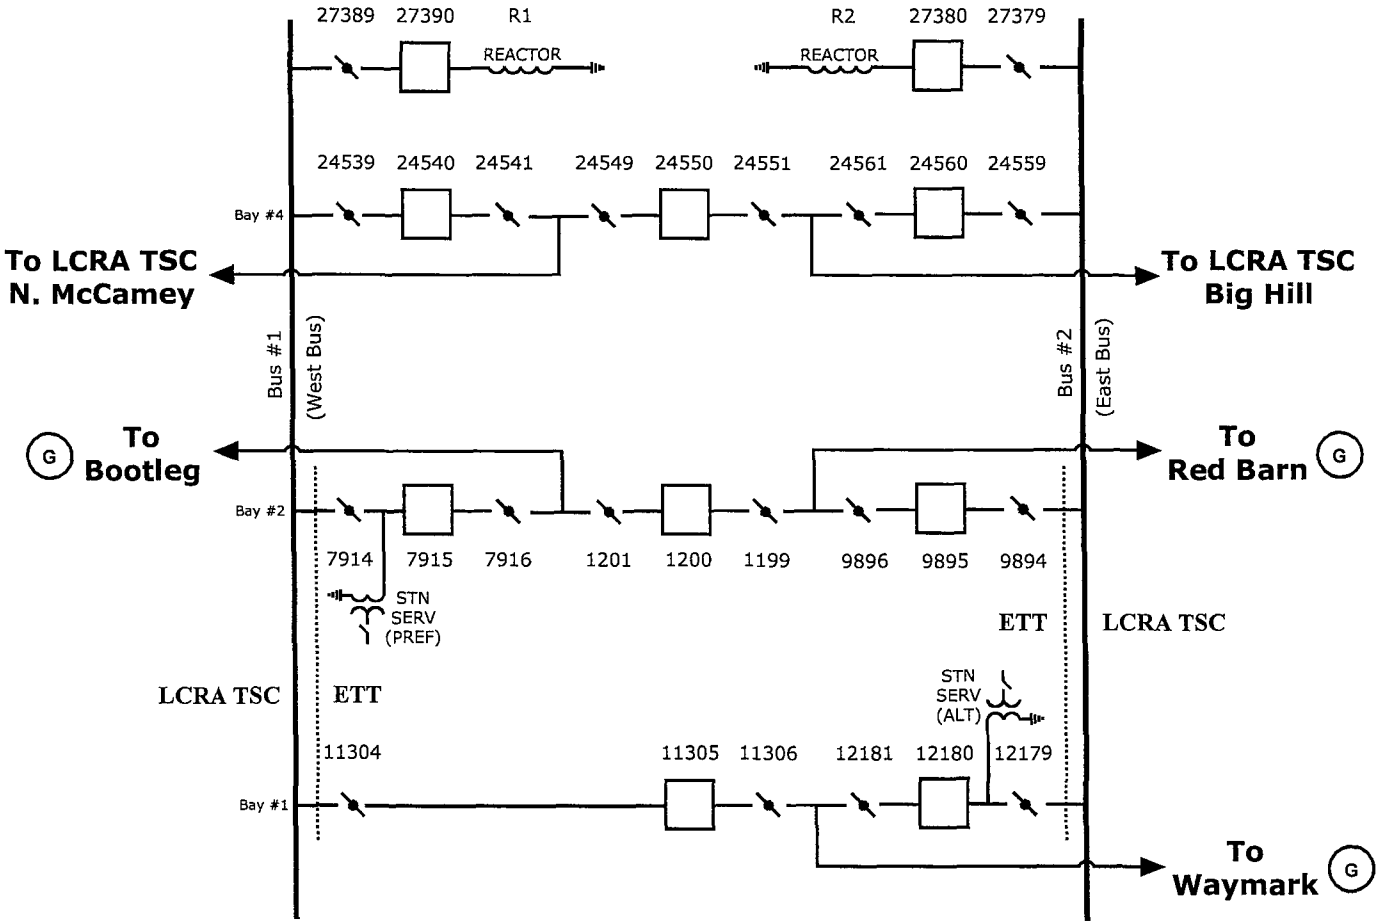 27389 27390 R1 R2 27380 27379
REACTOR REACTOR
24539 24540 24541 24549 24550 24551 24561 24560 24559
Bay #4
To LCRA TSC
N. McCamey
To LCRA TSC
Big Hill
Bus #1
(West Bus)
Bus #2
(East Bus)
G
To
Bootleg
To
Red Barn
G
Bay #2
7914 7915 7916 1201 1200 1199 9896 9895 9894
STN
SERV
(PREF)
ETT LCRA TSC
LCRA TSC ETT
STN
SERV
(ALT)
11304 11305 11306 12181 12180 12179
Bay #1
To
Waymark
G